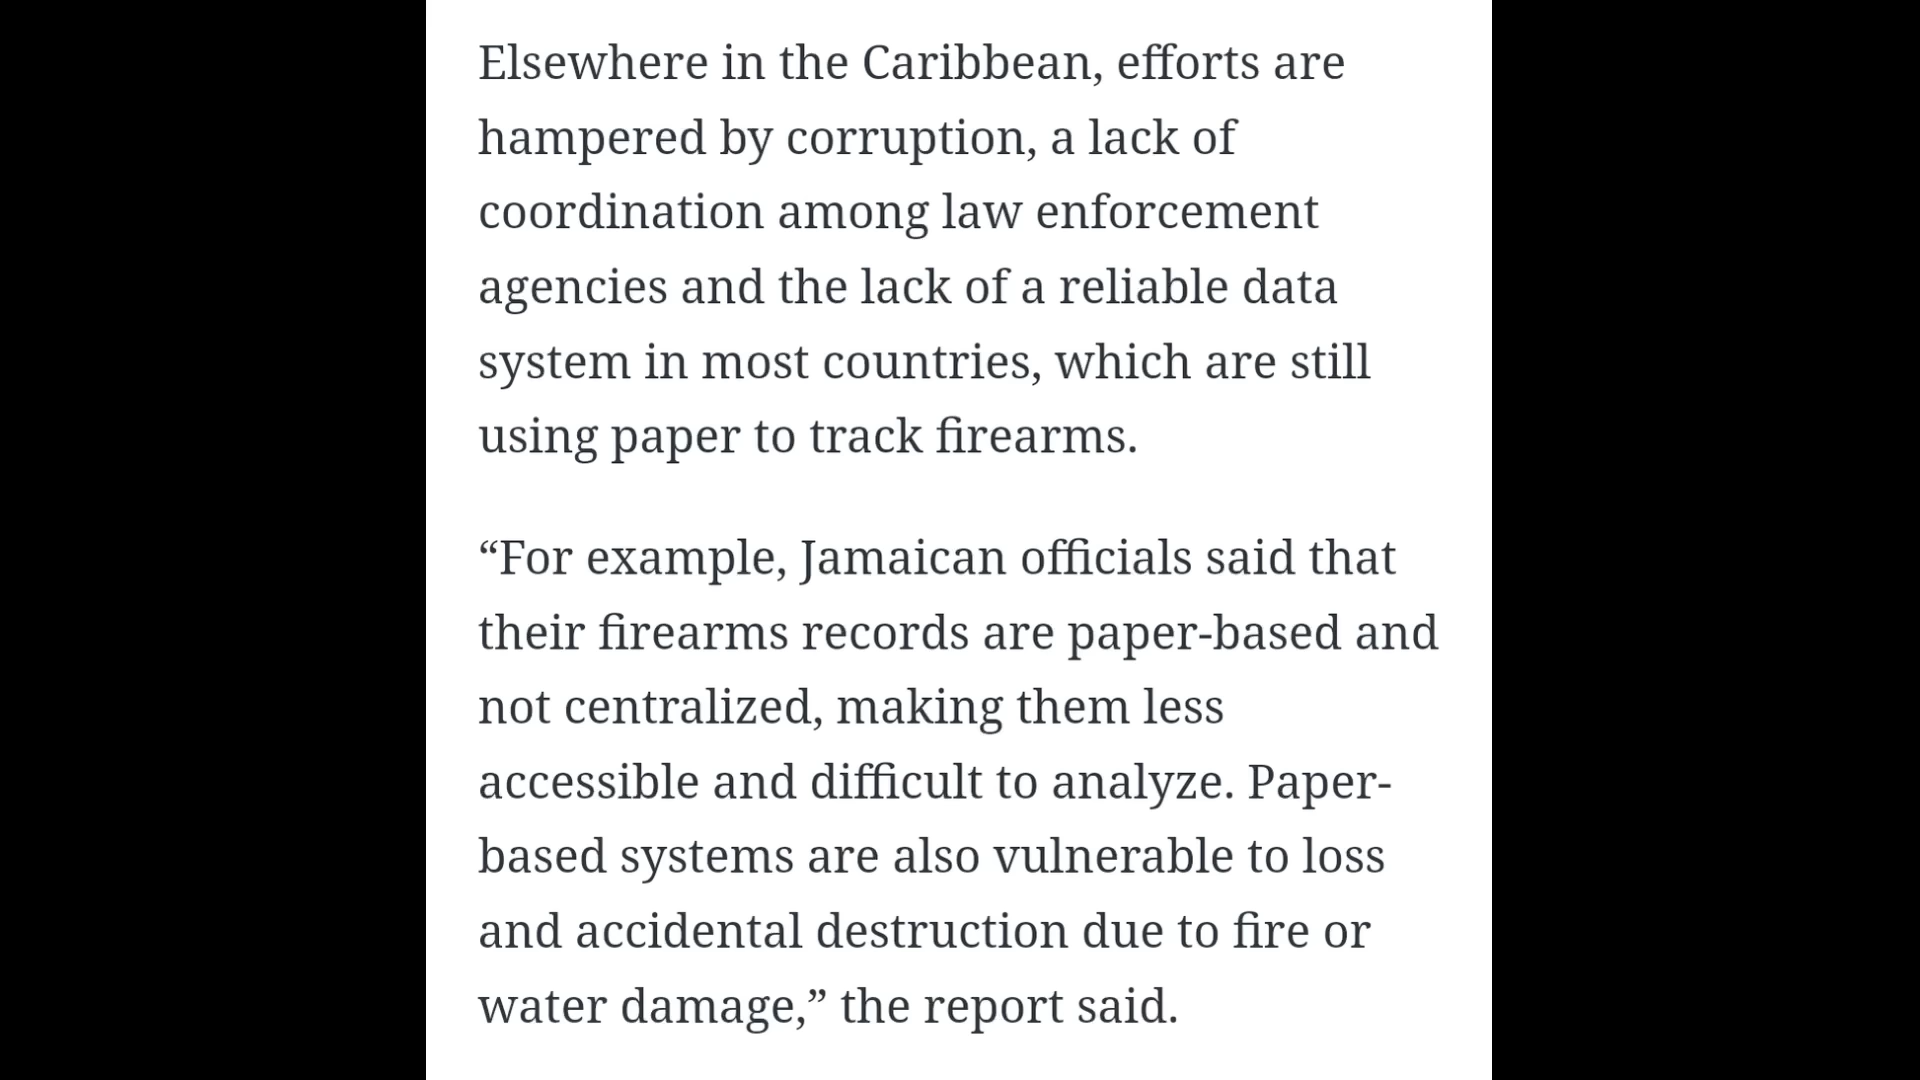 Elsewhere in the Caribbean, efforts are
hampered by corruption, a lack of
coordination among law enforcement
agencies and the lack of a reliable data
system in most countries, which are still
using paper to track firearms.
“For example, Jamaican officials said that
their firearms records are paper-based and
not centralized, making them less
accessible and difficult to analyze. Paper-
based systems are also vulnerable to loss
and accidental destruction due to fire or
water damage,” the report said.